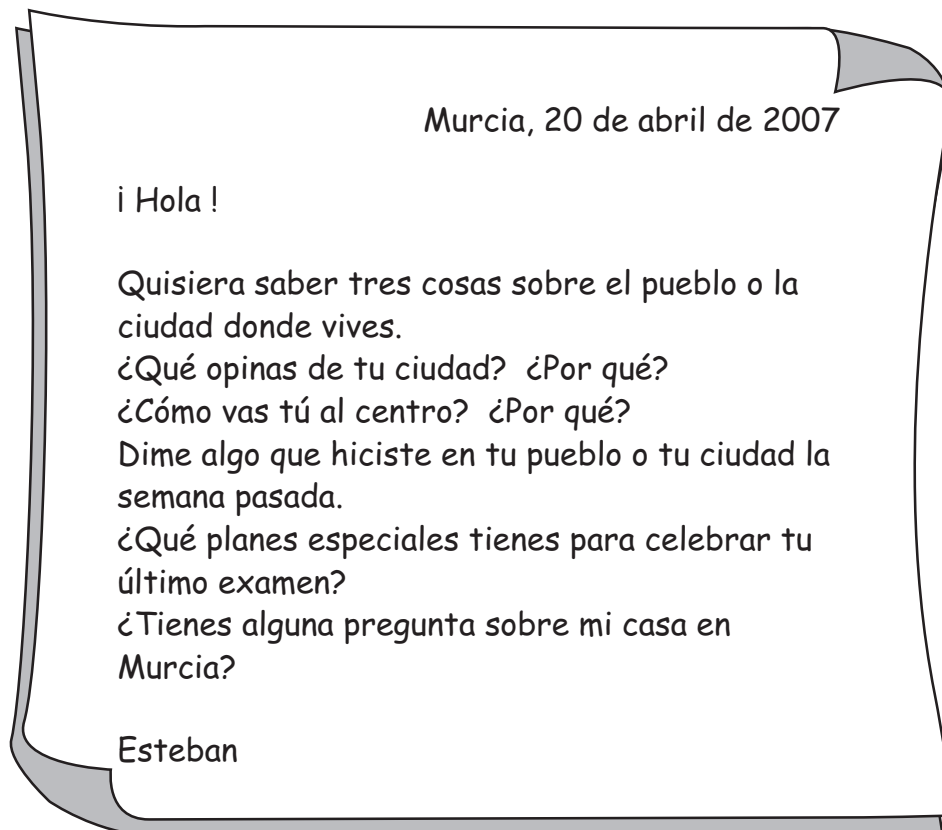 Murcia, 20 de abril de 2007
¡ Hola !
Quisiera saber tres cosas sobre el pueblo o la
ciudad donde vives.
¿Qué opinas de tu ciudad?  ¿Por qué?
¿Cómo vas tú al centro?  ¿Por qué?
Dime algo que hiciste en tu pueblo o tu ciudad la
semana pasada.
¿Qué planes especiales tienes para celebrar tu
último examen?
¿Tienes alguna pregunta sobre mi casa en
Murcia?
Esteban